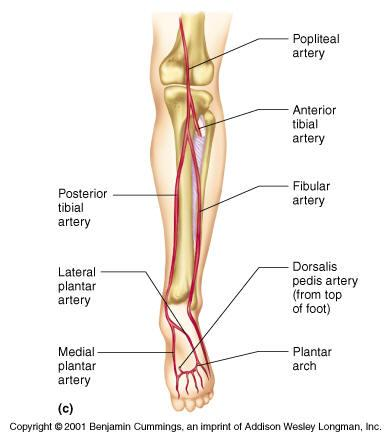 Popliteal
artery
Anterior
tibial
artery
Posterior
tibial
artery
Fibular
artery
Lateral
plantar
artery
Dorsalis
pedis artery
(from top
of foot)
Medial
plantar
artery
Plantar
arch
(c)
Copyright © 2001 Benjamin Cummings, an imprint of Addison Wesley Longman, Inc.